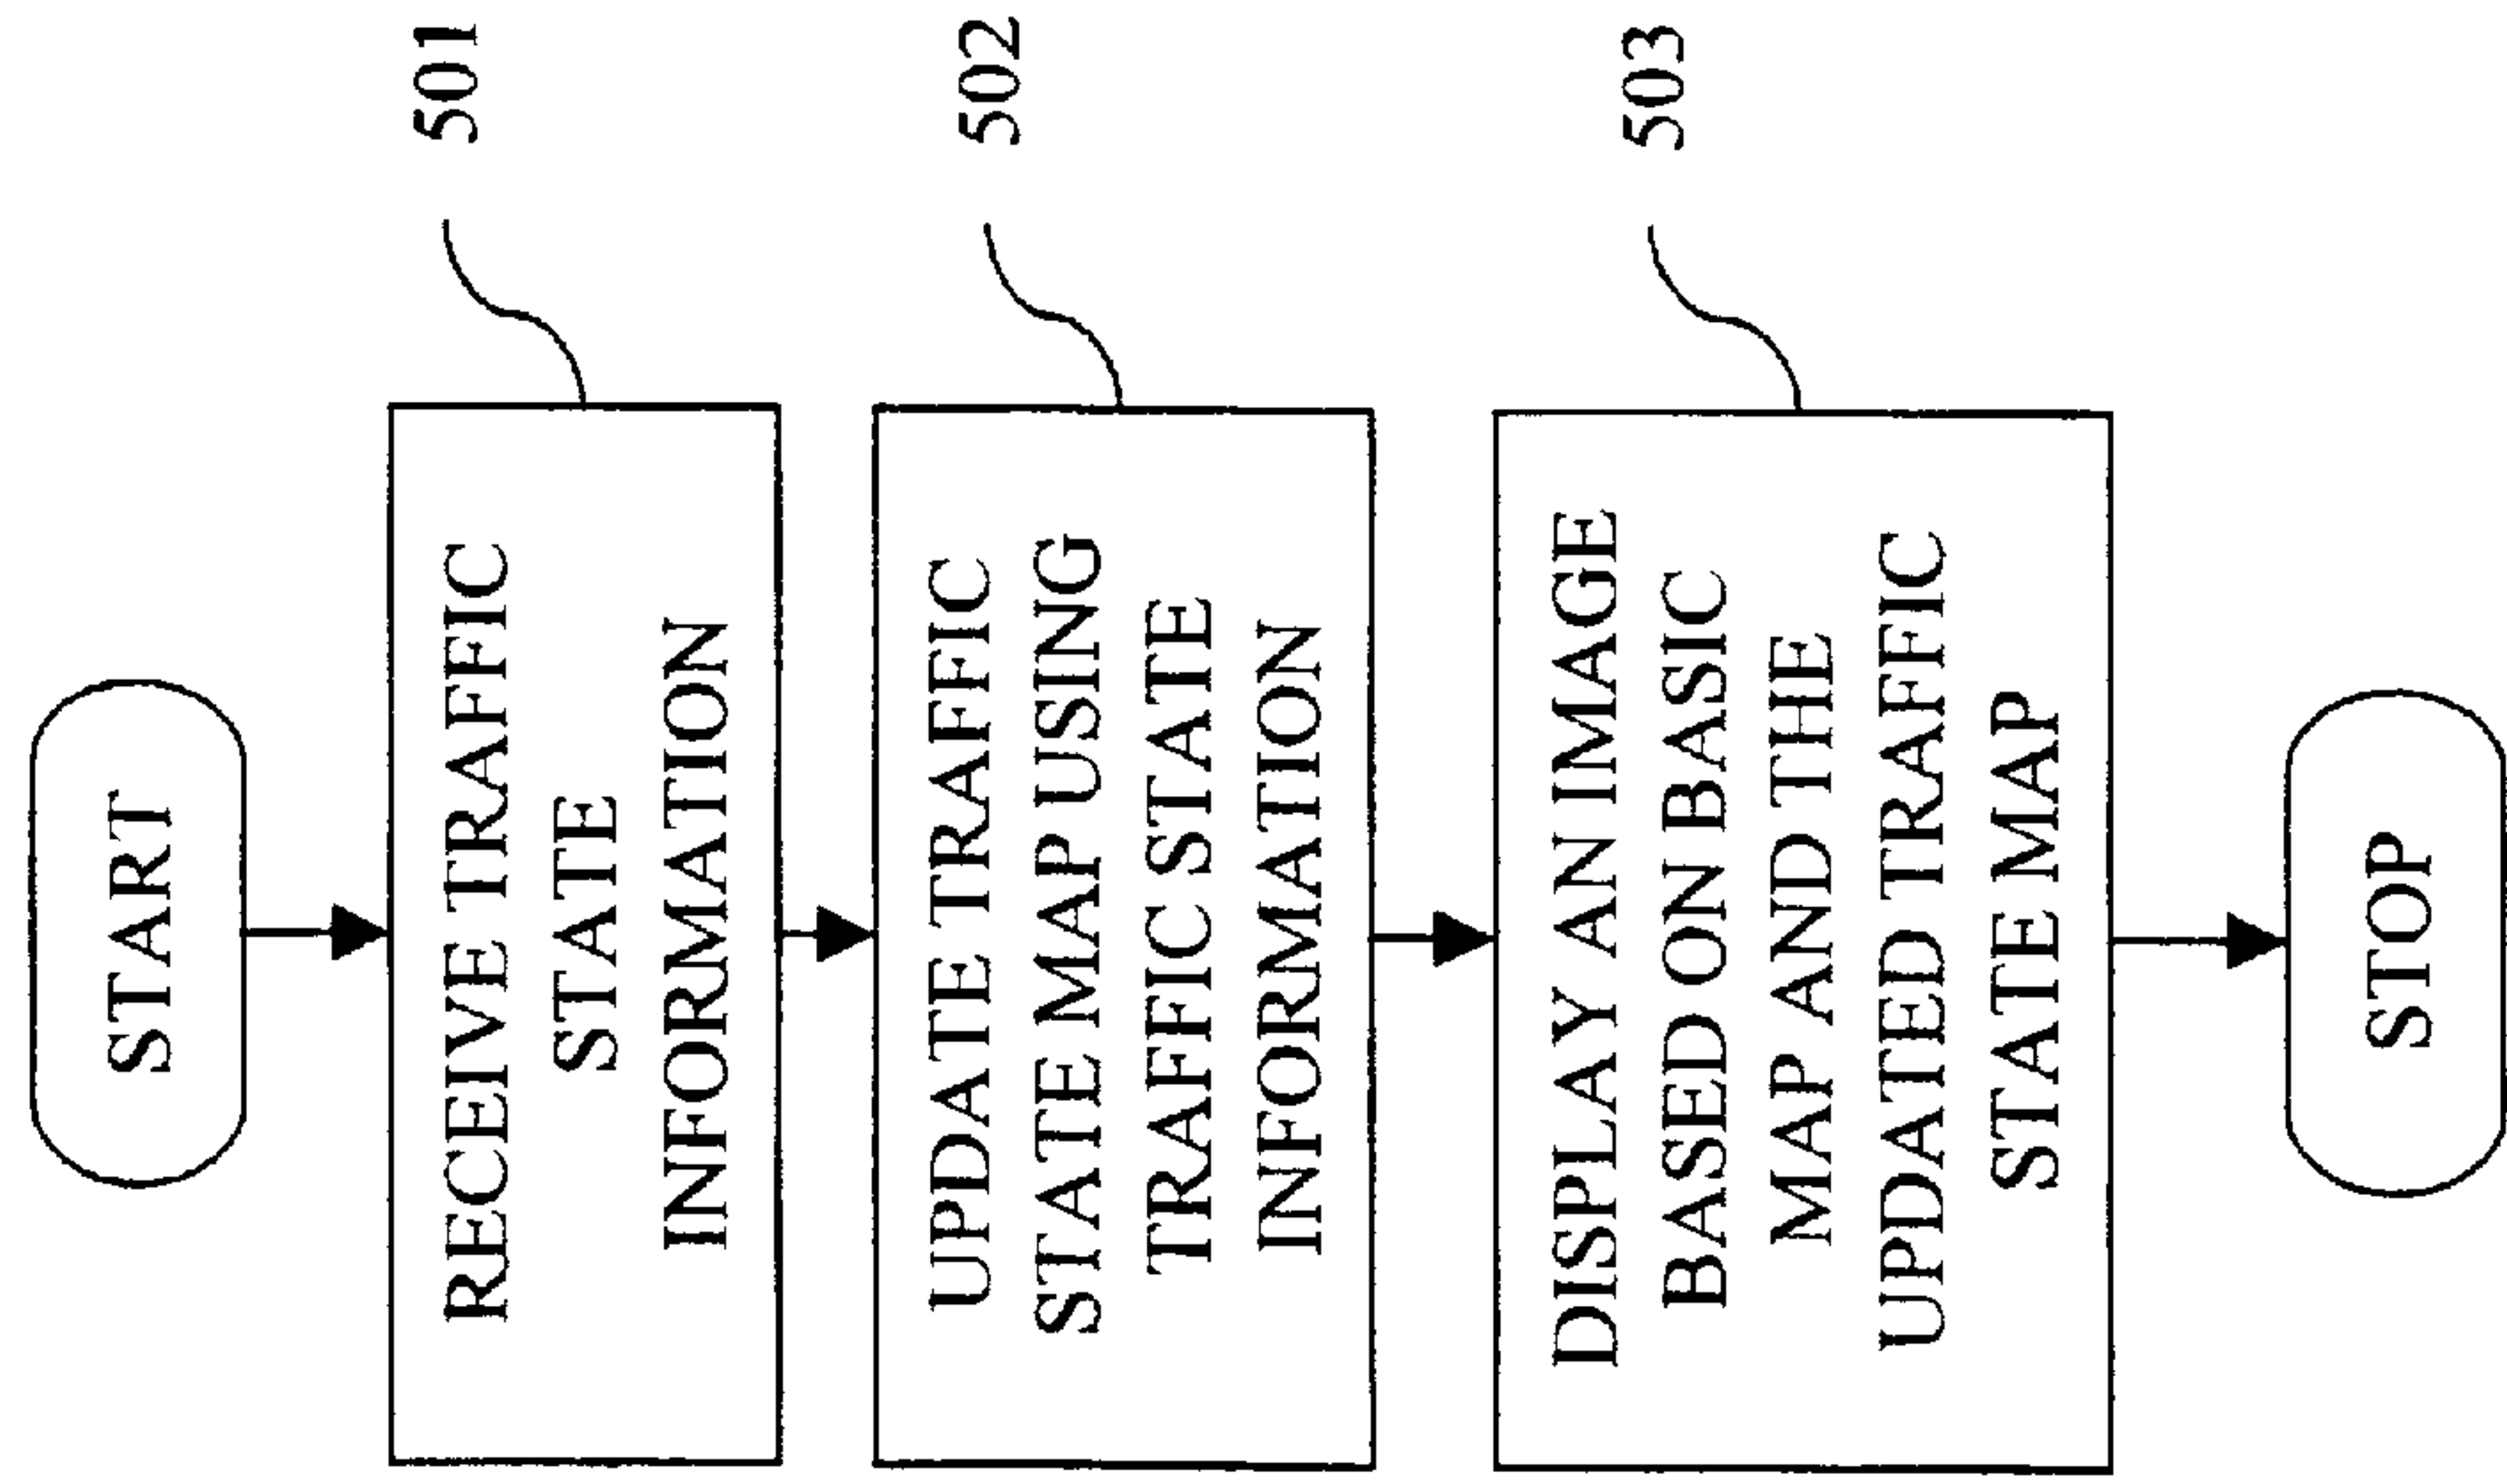 START
501
RECEIVE TRAFFIC
STATE
INFORMATION
502
UPDATE TRAFFIC
STATE MAP USING
TRAFFIC STATE
INFORMATION
503
DISPLAY AN IMAGE
BASED ON BASIC
MAP AND THE
UPDATED TRAFFIC
STATE MAP
STOP